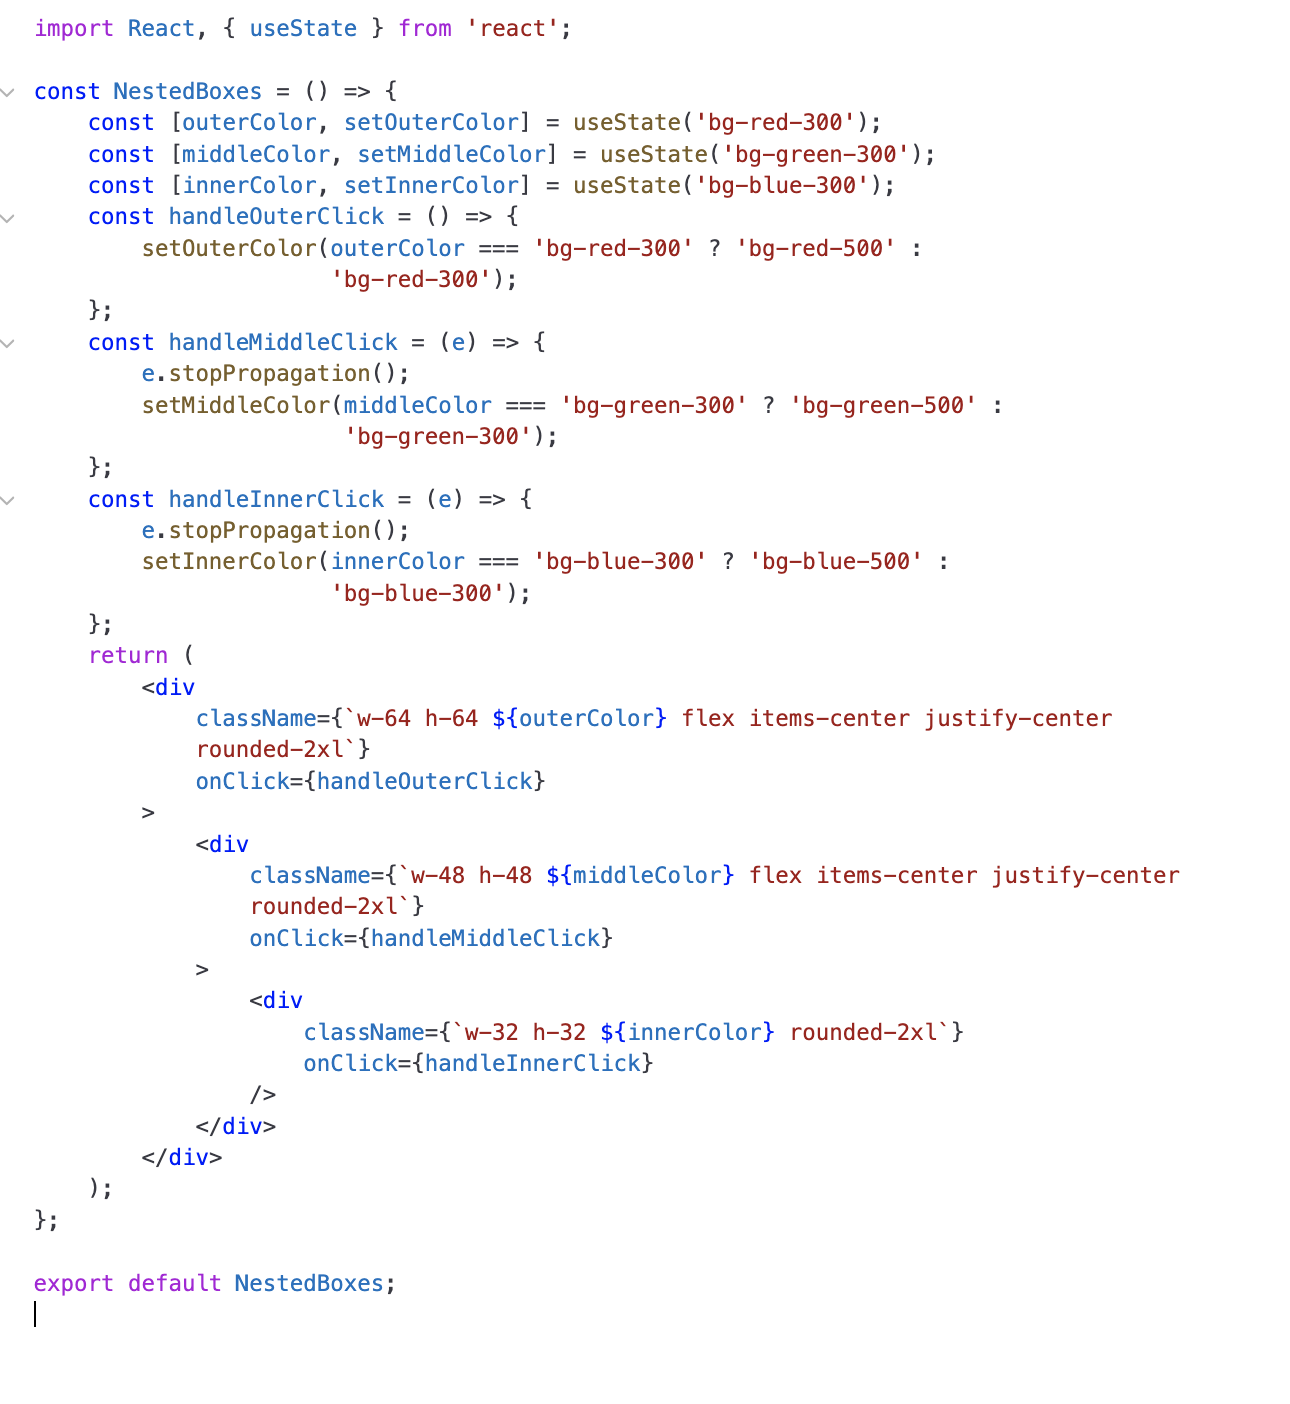 import React, { useState } from 'react';

const NestedBoxes = () => {
    const [outerColor, setOuterColor] = useState('bg-red-300');
    const [middleColor, setMiddleColor] = useState('bg-green-300');
    const [innerColor, setInnerColor] = useState('bg-blue-300');
    const handleOuterClick = () => {
        setOuterColor(outerColor === 'bg-red-300' ? 'bg-red-500' :
                      'bg-red-300');
    };
    const handleMiddleClick = (e) => {
        e.stopPropagation();
        setMiddleColor(middleColor === 'bg-green-300' ? 'bg-green-500' :
                       'bg-green-300');
    };
    const handleInnerClick = (e) => {
        e.stopPropagation();
        setInnerColor(innerColor === 'bg-blue-300' ? 'bg-blue-500' :
                      'bg-blue-300');
    };
    return (
        <div
            className={`w-64 h-64 ${outerColor} flex items-center justify-center
            rounded-2xl`}
            onClick={handleOuterClick}
        >
            <div
                className={`w-48 h-48 ${middleColor} flex items-center justify-center
                rounded-2xl`}
                onClick={handleMiddleClick}
            >
                <div
                    className={`w-32 h-32 ${innerColor} rounded-2xl`}
                    onClick={handleInnerClick}
                />
            </div>
        </div>
    );
};

export default NestedBoxes;